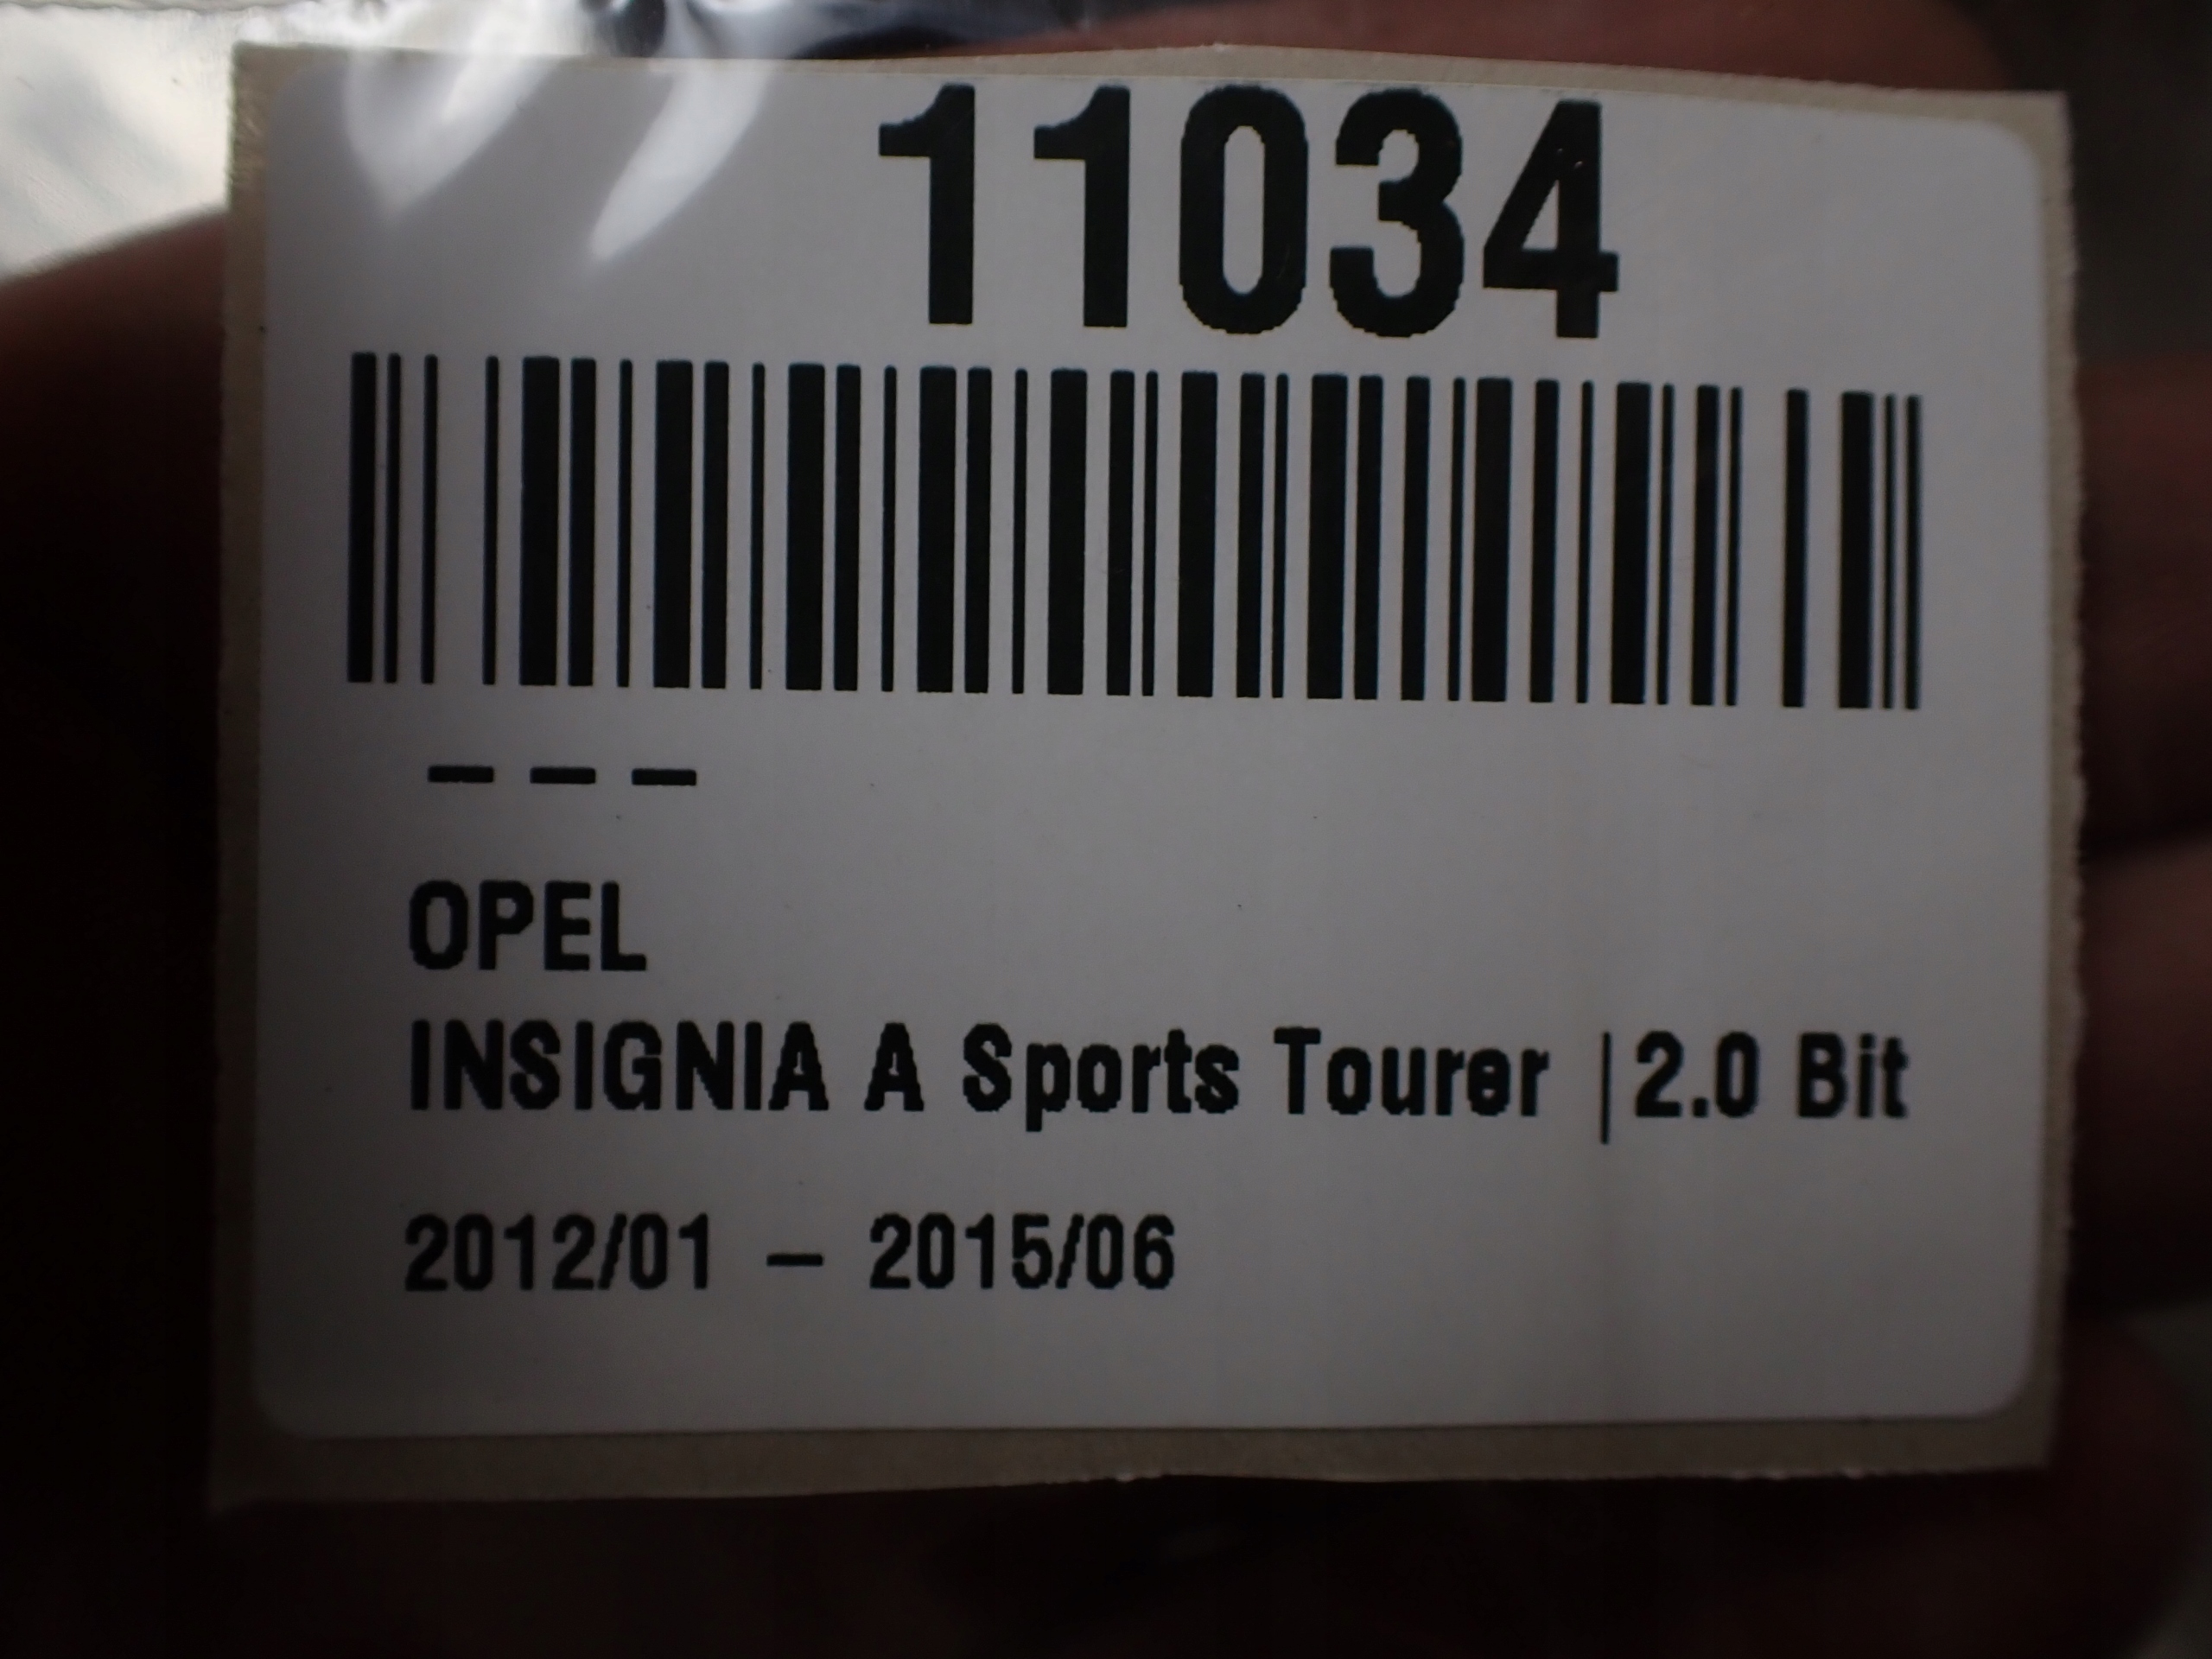 11034
– – –
OPEL
INSIGNIA A Sports Tourer |2.0 Bit
2012/01 – 2015/06